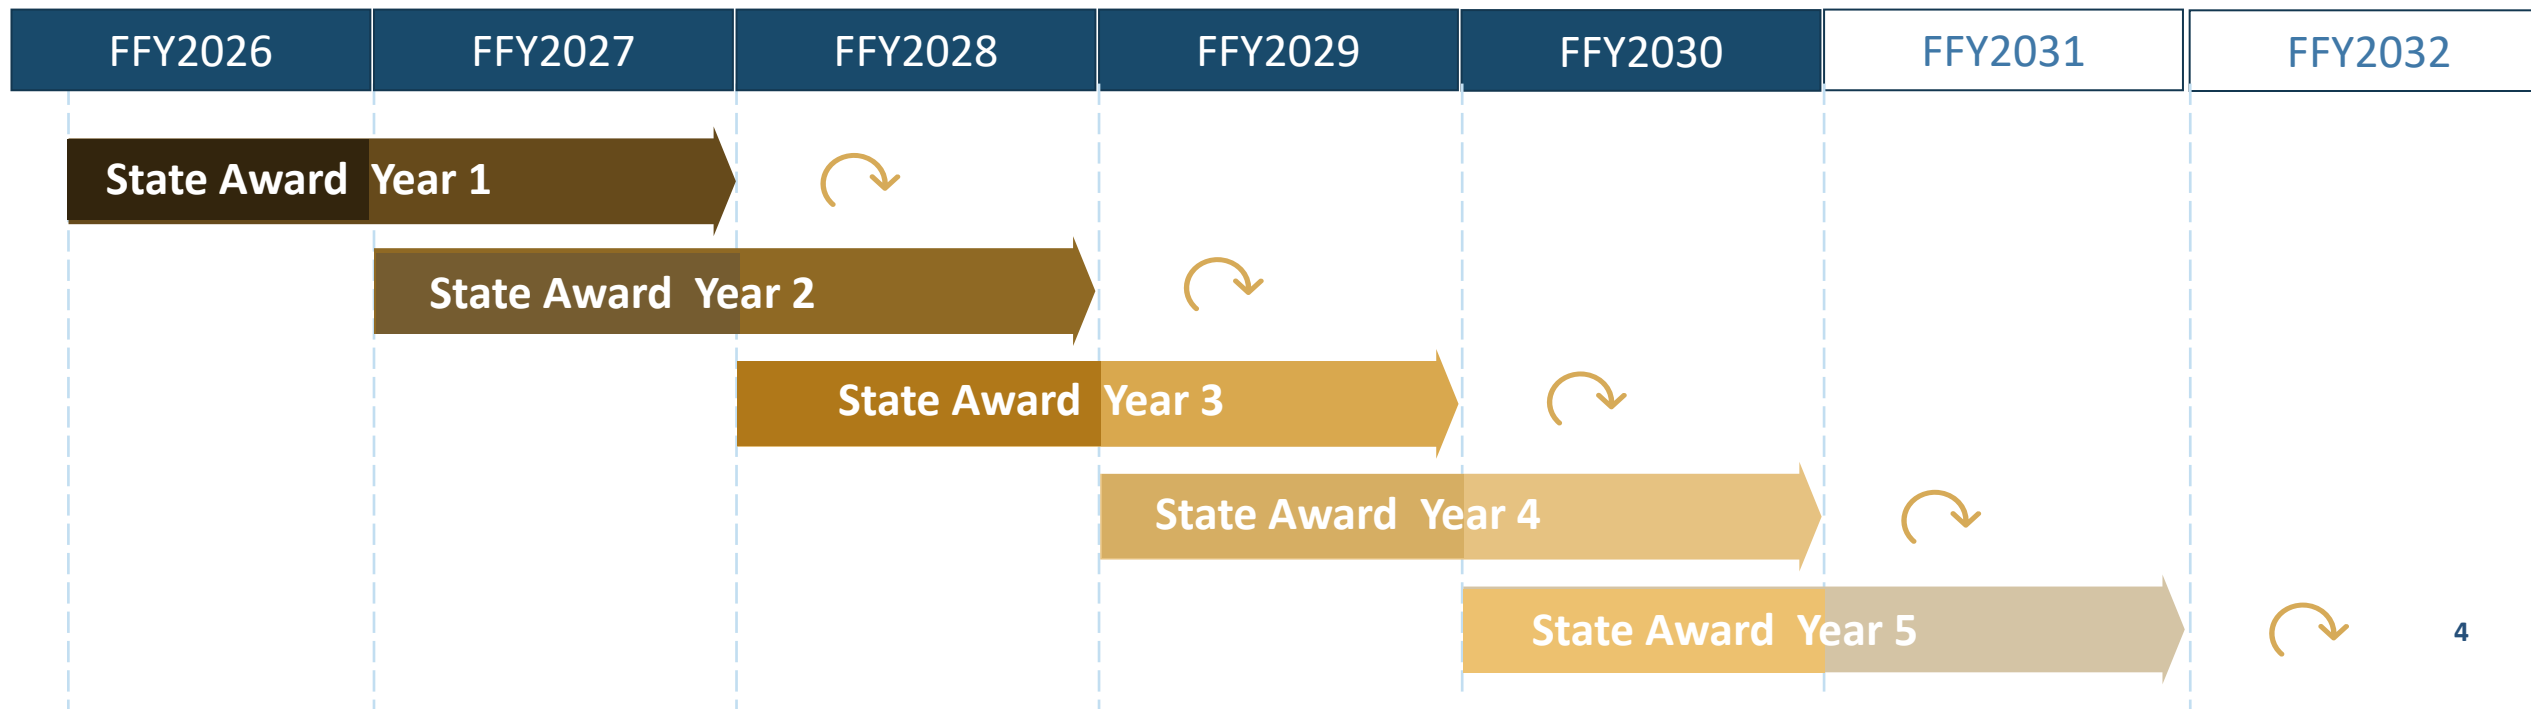 FFY2026 FFY2027 FFY2028 FFY2029 FFY2030 FFY2031 FFY2032
State Award Year 1
State Award Year 2
State Award Year 3
State Award Year 4
State Award Year 5
4